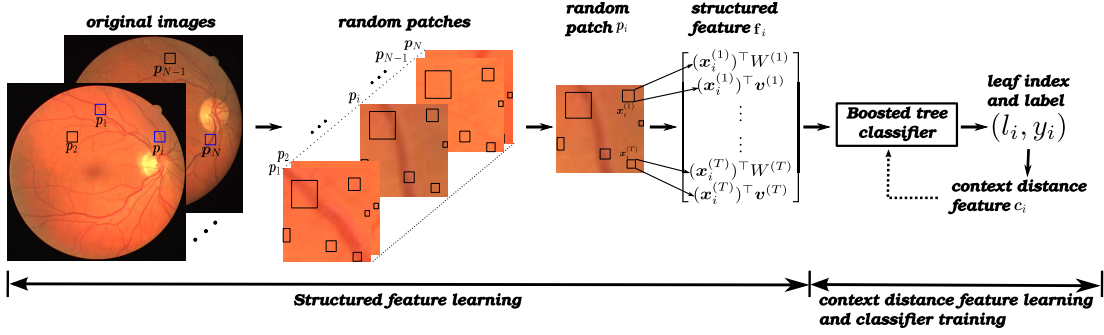 original images
random patches
random
patch p_i
structured
feature f_i
p_{N-1}
p_1
p_2
p_i
p_N
p_N
p_{N-1}
p_i
p_2
p_1
x_i^{(1)}
x_i^{(T)}
(x_i^{(1)})^⊤ W^{(1)}
(x_i^{(1)})^⊤ v^{(1)}
(x_i^{(T)})^⊤ W^{(T)}
(x_i^{(T)})^⊤ v^{(T)}
Boosted tree
classifier
leaf index
and label
(l_i, y_i)
context distance
feature c_i
Structured feature learning
context distance feature learning
and classifier training